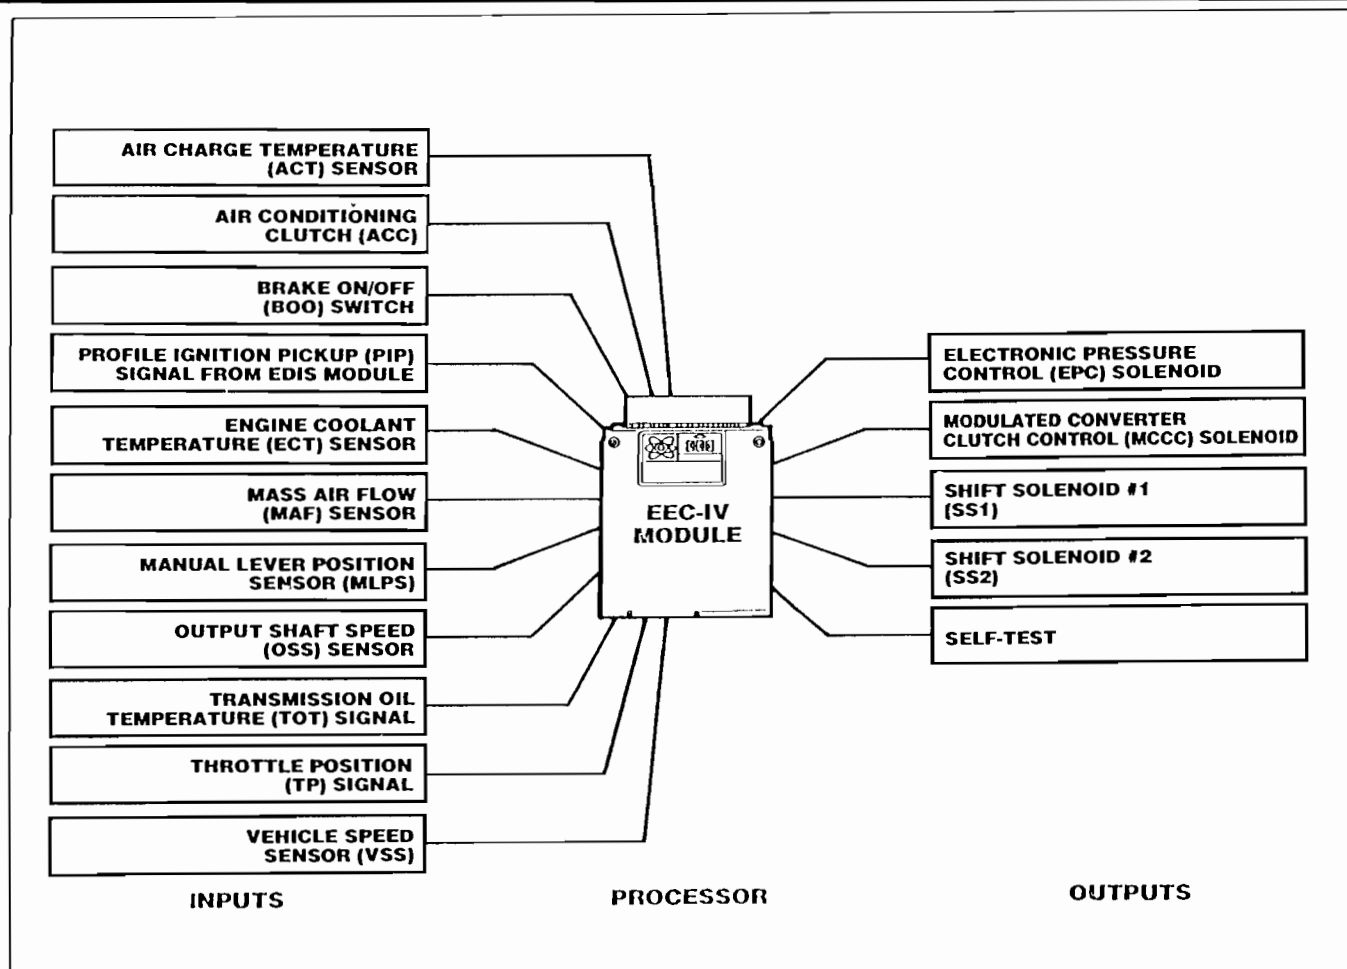 AIR CHARGE TEMPERATURE
(ACT) SENSOR
AIR CONDITIONING
CLUTCH (ACC)
BRAKE ON/OFF
(BOO) SWITCH
PROFILE IGNITION PICKUP (PIP)
SIGNAL FROM EDIS MODULE
ENGINE COOLANT
TEMPERATURE (ECT) SENSOR
MASS AIR FLOW
(MAF) SENSOR
MANUAL LEVER POSITION
SENSOR (MLPS)
OUTPUT SHAFT SPEED
(OSS) SENSOR
TRANSMISSION OIL
TEMPERATURE (TOT) SIGNAL
THROTTLE POSITION
(TP) SIGNAL
VEHICLE SPEED
SENSOR (VSS)
INPUTS
EEC-IV
MODULE
PROCESSOR
ELECTRONIC PRESSURE
CONTROL (EPC) SOLENOID
MODULATED CONVERTER
CLUTCH CONTROL (MCCC) SOLENOID
SHIFT SOLENOID #1
(SS1)
SHIFT SOLENOID #2
(SS2)
SELF-TEST
OUTPUTS